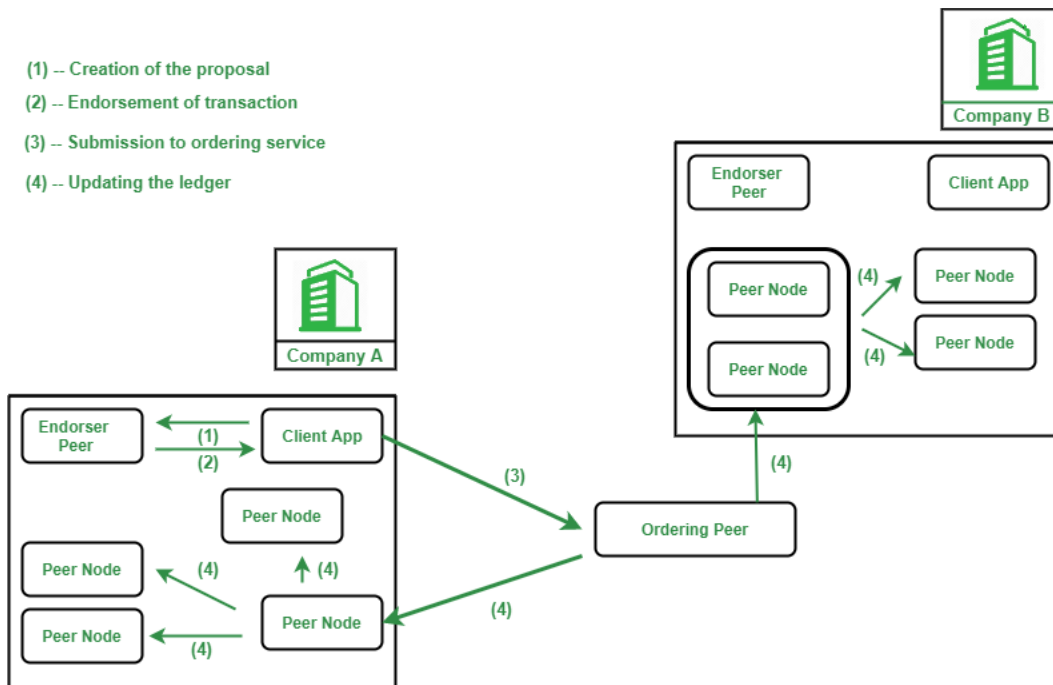 (1) -- Creation of the proposal
(2) -- Endorsement of transaction
(3) -- Submission to ordering service
(4) -- Updating the ledger
Company B
Endorser
Peer
Client App
Peer Node
(4)
Peer Node
Peer Node
(4)
Peer Node
(4)
Company A
Endorser
Peer
(1)
(2)
Client App
(3)
Peer Node
Ordering Peer
Peer Node
(4)
(4)
Peer Node
(4)
Peer Node
(4)